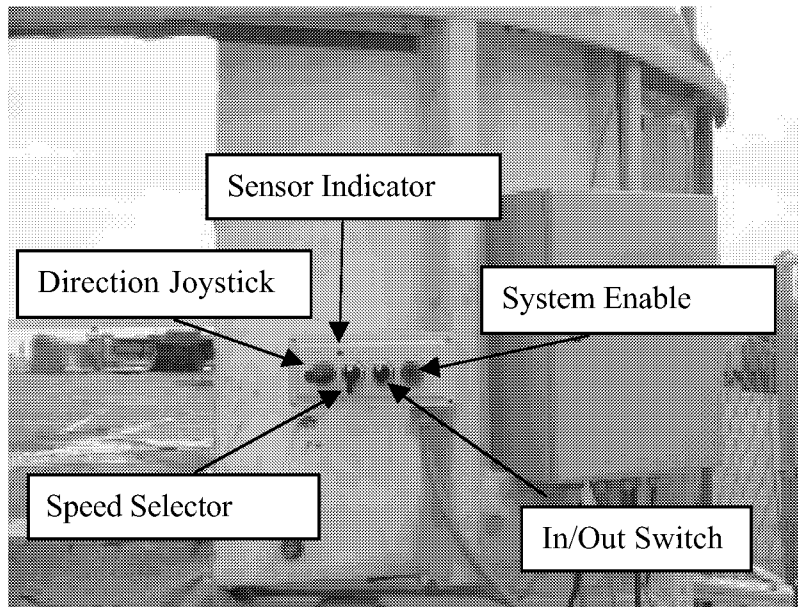 Sensor Indicator
Direction Joystick
System Enable
Speed Selector
In/Out Switch